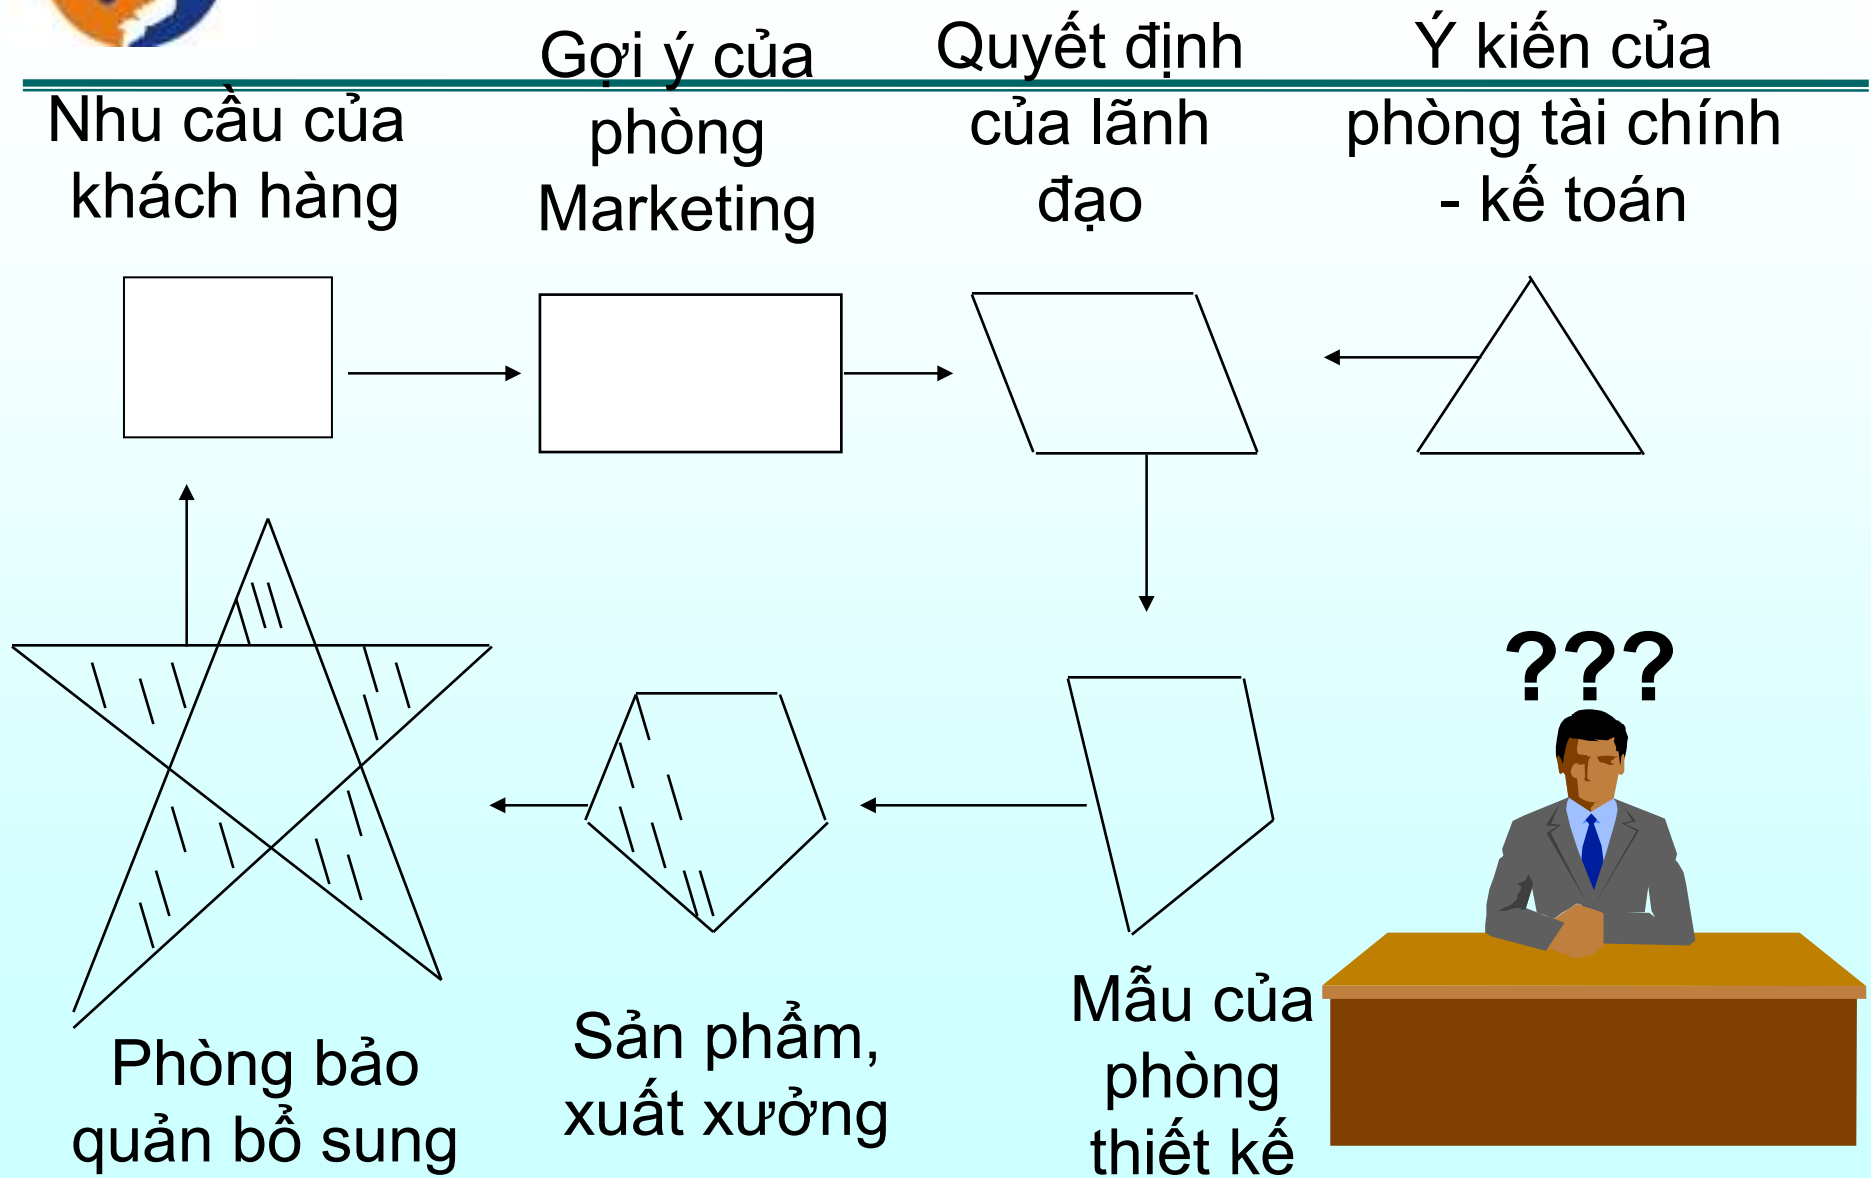 Nhu cầu của
khách hàng
Gợi ý của
phòng
Marketing
Quyết định
của lãnh
đạo
Ý kiến của
phòng tài chính
- kế toán
???
Phòng bảo
quản bổ sung
Sản phẩm,
xuất xưởng
Mẫu của
phòng
thiết kế